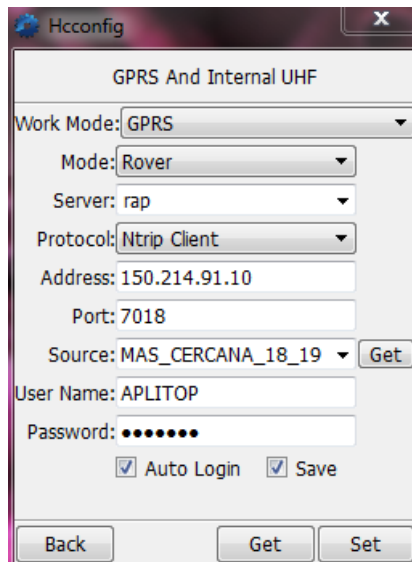 Hcconfig
GPRS And Internal UHF
Work Mode: GPRS
Mode: Rover
Server: rap
Protocol: Ntrip Client
Address: 150.214.91.10
Port: 7018
Source: MAS_CERCANA_18_19 Get
User Name: APLITOP
Password: •••••••
Auto Login Save
Back Get Set